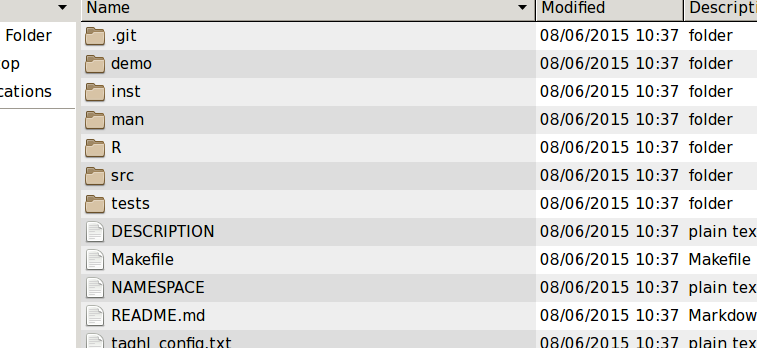 Name Modified Descripti
Folder .git 08/06/2015 10:37 folder
op demo 08/06/2015 10:37 folder
cations inst 08/06/2015 10:37 folder
man 08/06/2015 10:37 folder
R 08/06/2015 10:37 folder
src 08/06/2015 10:37 folder
tests 08/06/2015 10:37 folder
DESCRIPTION 08/06/2015 10:37 plain tex
Makefile 08/06/2015 10:37 Makefile
NAMESPACE 08/06/2015 10:37 plain tex
README.md 08/06/2015 10:37 Markdow
taghl_config.txt 08/06/2015 10:37 plain tex